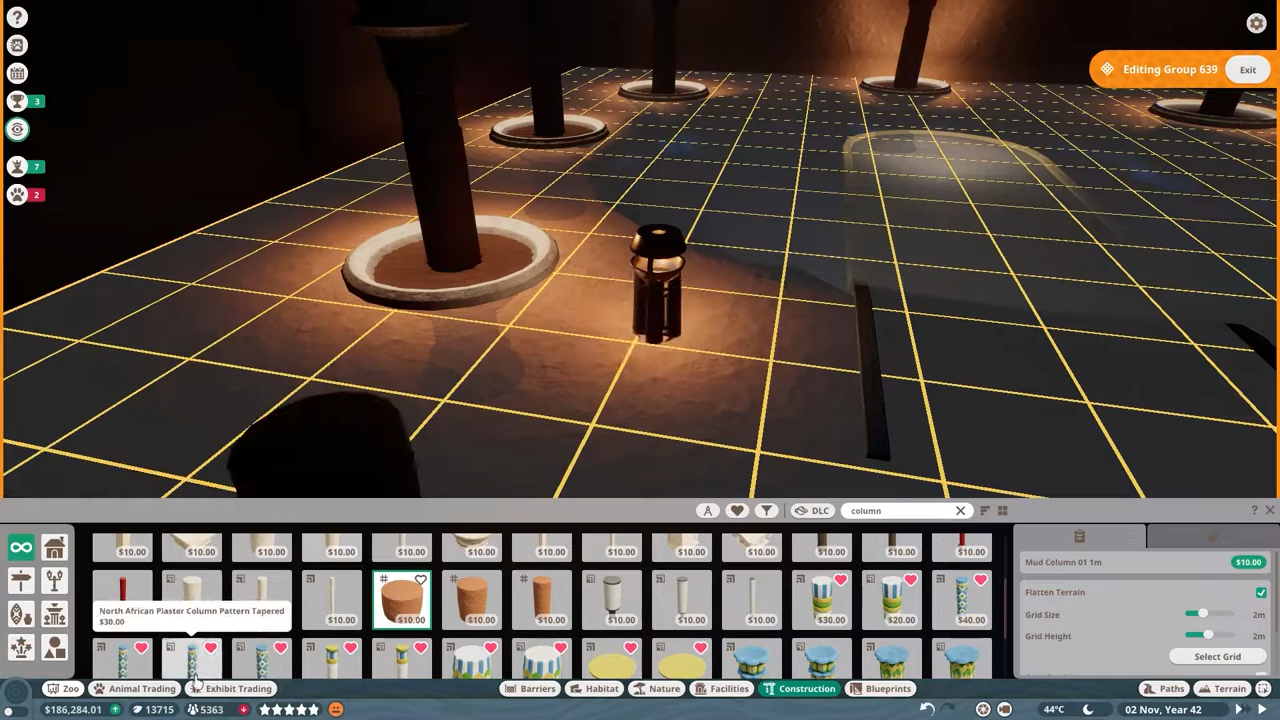 ?
Editing Group 639
Exit
3
7
2
DLC
column
?
$10.00 $10.00 $10.00 $10.00 $10.00 $10.00 $10.00 $10.00 $10.00 $10.00 $10.00 $10.00 $10.00
$10.00 $10.00 $10.00 $10.00 $10.00 $10.00 $10.00 $30.00 $20.00 $40.00
North African Plaster Column Pattern Tapered
$30.00
Mud Column 01 1m
$10.00
Flatten Terrain
Grid Size
2m
Grid Height
2m
Select Grid
Zoo
Animal Trading
Exhibit Trading
Barriers
Habitat
Nature
Facilities
Construction
Blueprints
Paths
Terrain
$186,284.01
13715
5363
44°C
02 Nov, Year 42